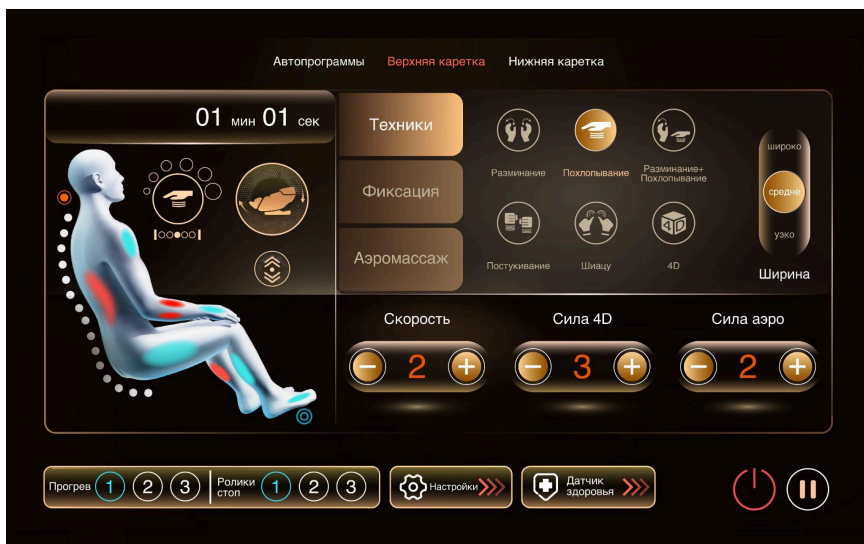 Автопрограммы Верхняя каретка Нижняя каретка
01 мин 01 сек
Техники
Фиксация
Аэромассаж
Разминание
Похлопывание
Разминание+
Похлопывание
Постукивание
Шиацу
4D
4D
широко
средне
узко
Ширина
Скорость
2
Сила 4D
3
Сила аэро
2
Прогрев 1 2 3
Ролики
стоп
1 2 3
Настройки
Датчик
здоровья